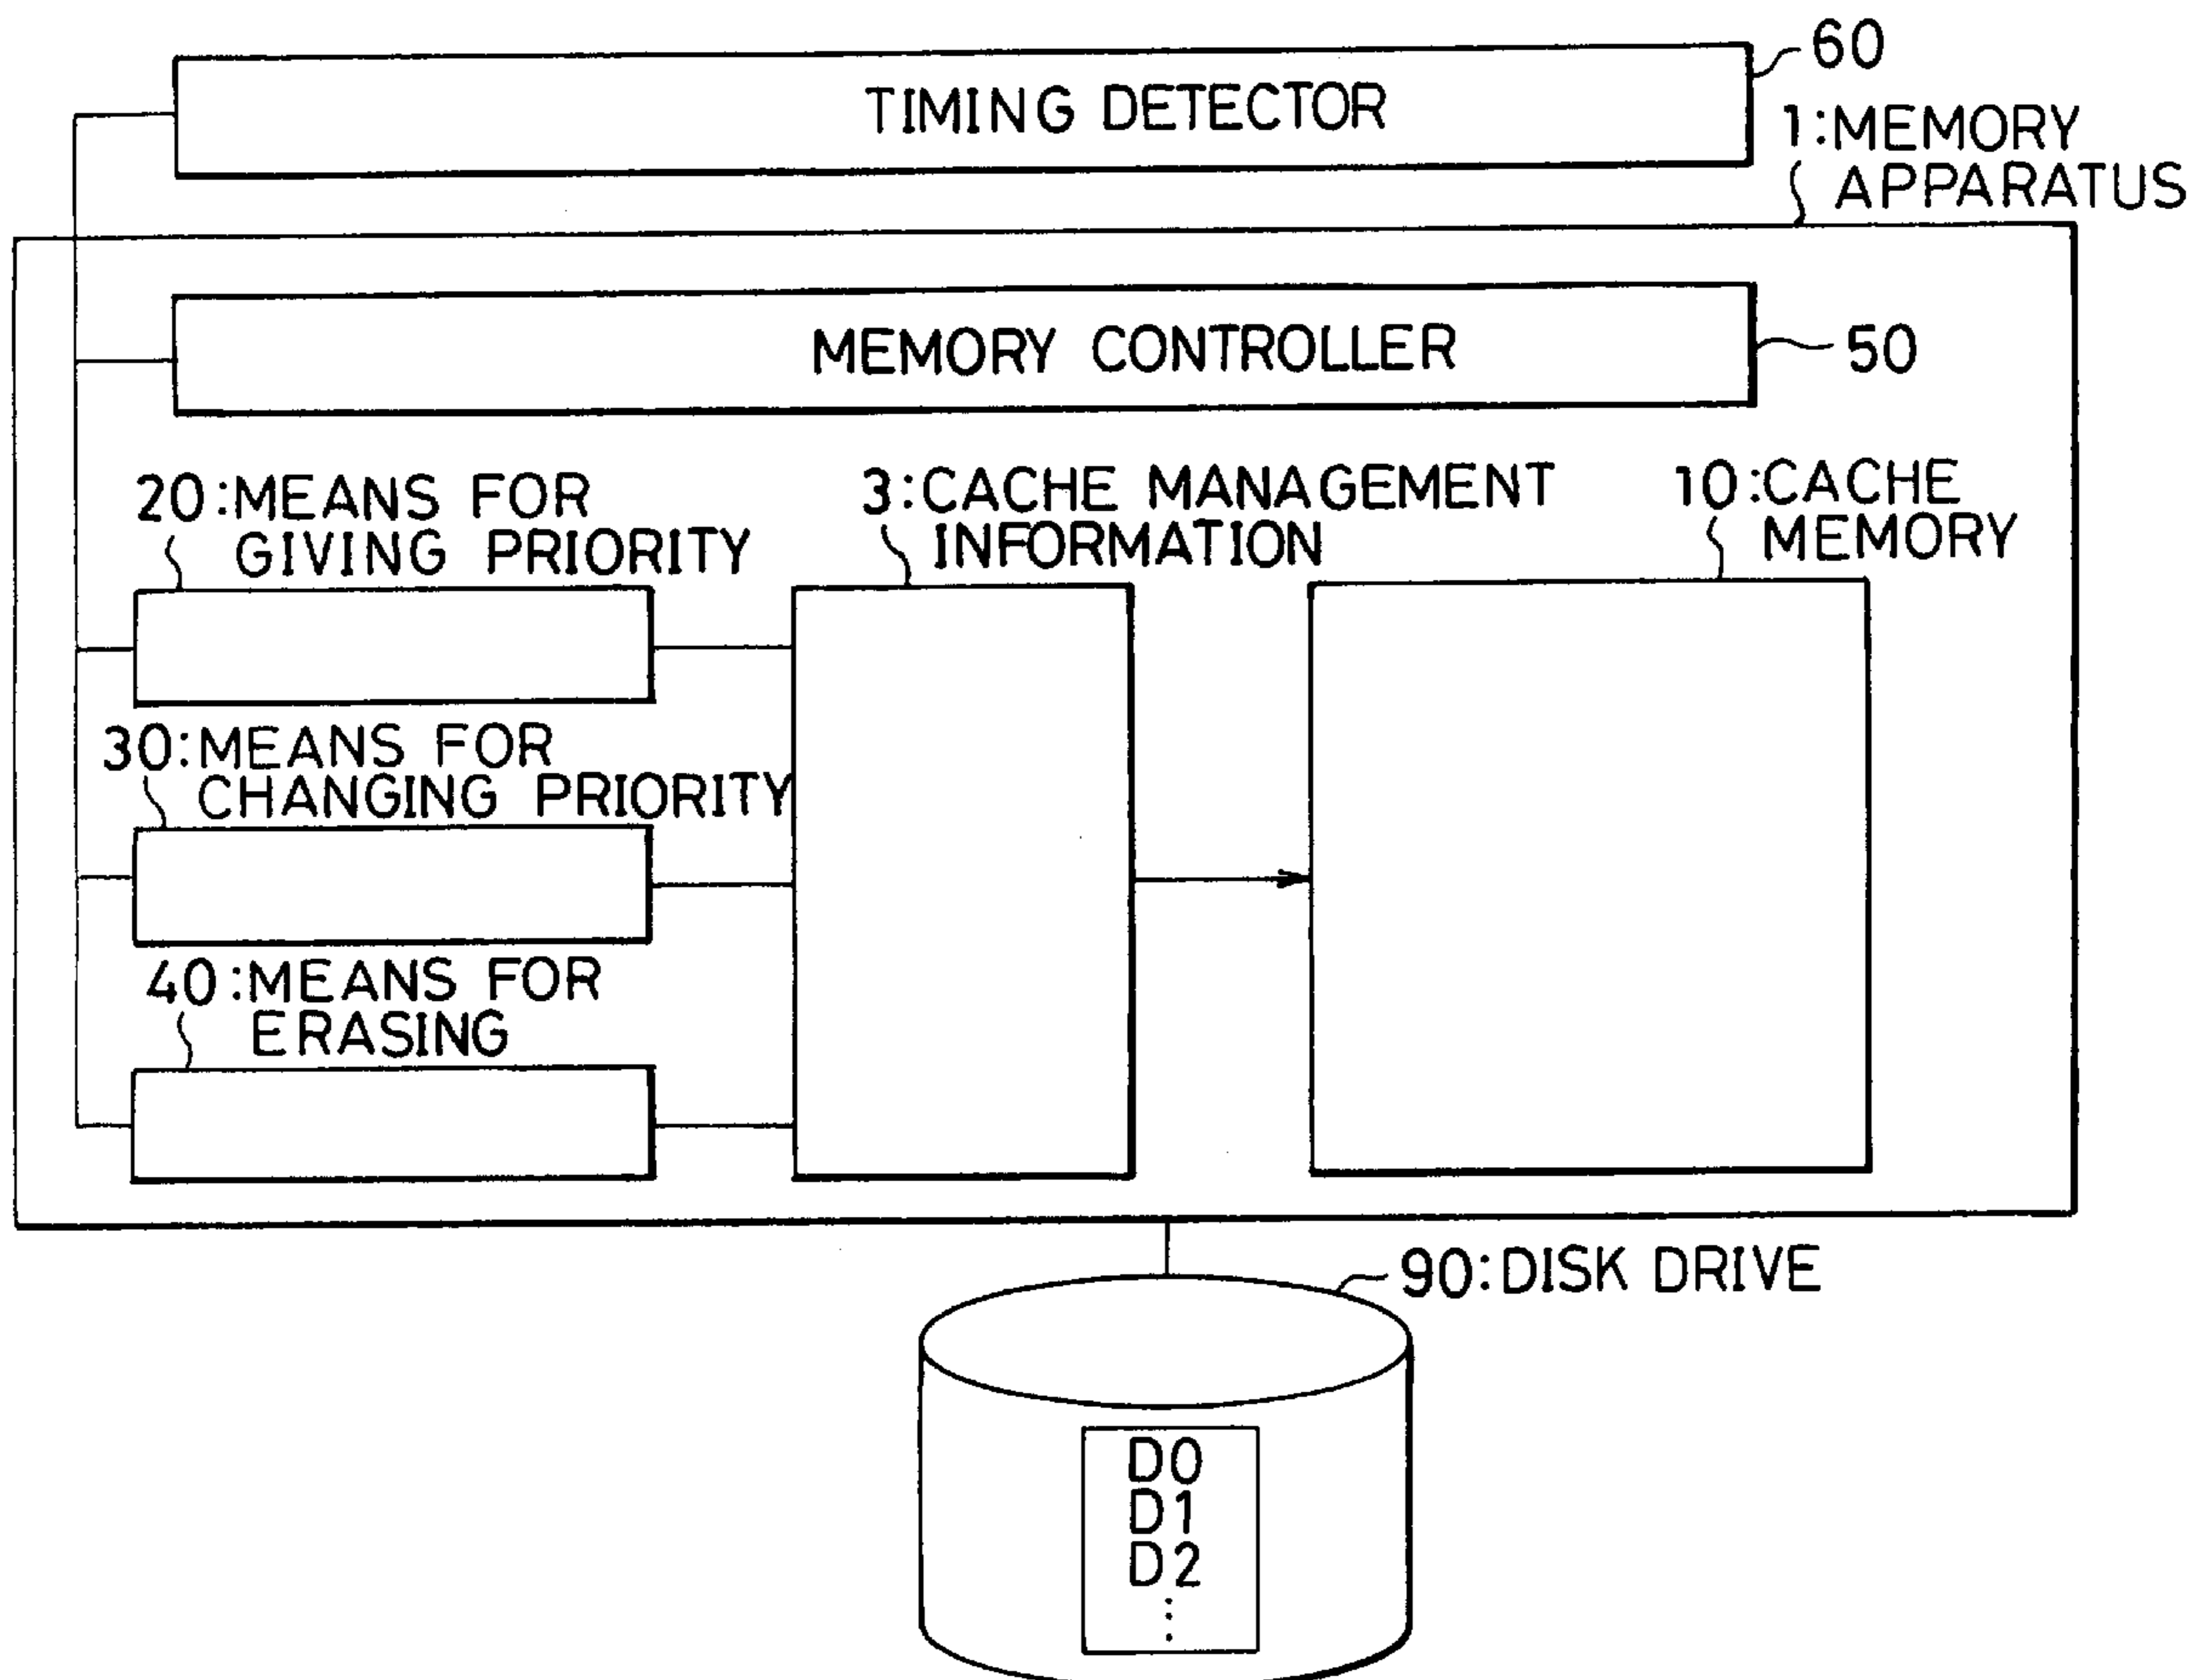 60
TIMING DETECTOR
1:MEMORY
APPARATUS
MEMORY CONTROLLER
50
20:MEANS FOR
GIVING PRIORITY
3:CACHE MANAGEMENT
INFORMATION
10:CACHE
MEMORY
30:MEANS FOR
CHANGING PRIORITY
40:MEANS FOR
ERASING
90:DISK DRIVE
D0
D1
D2
⋮